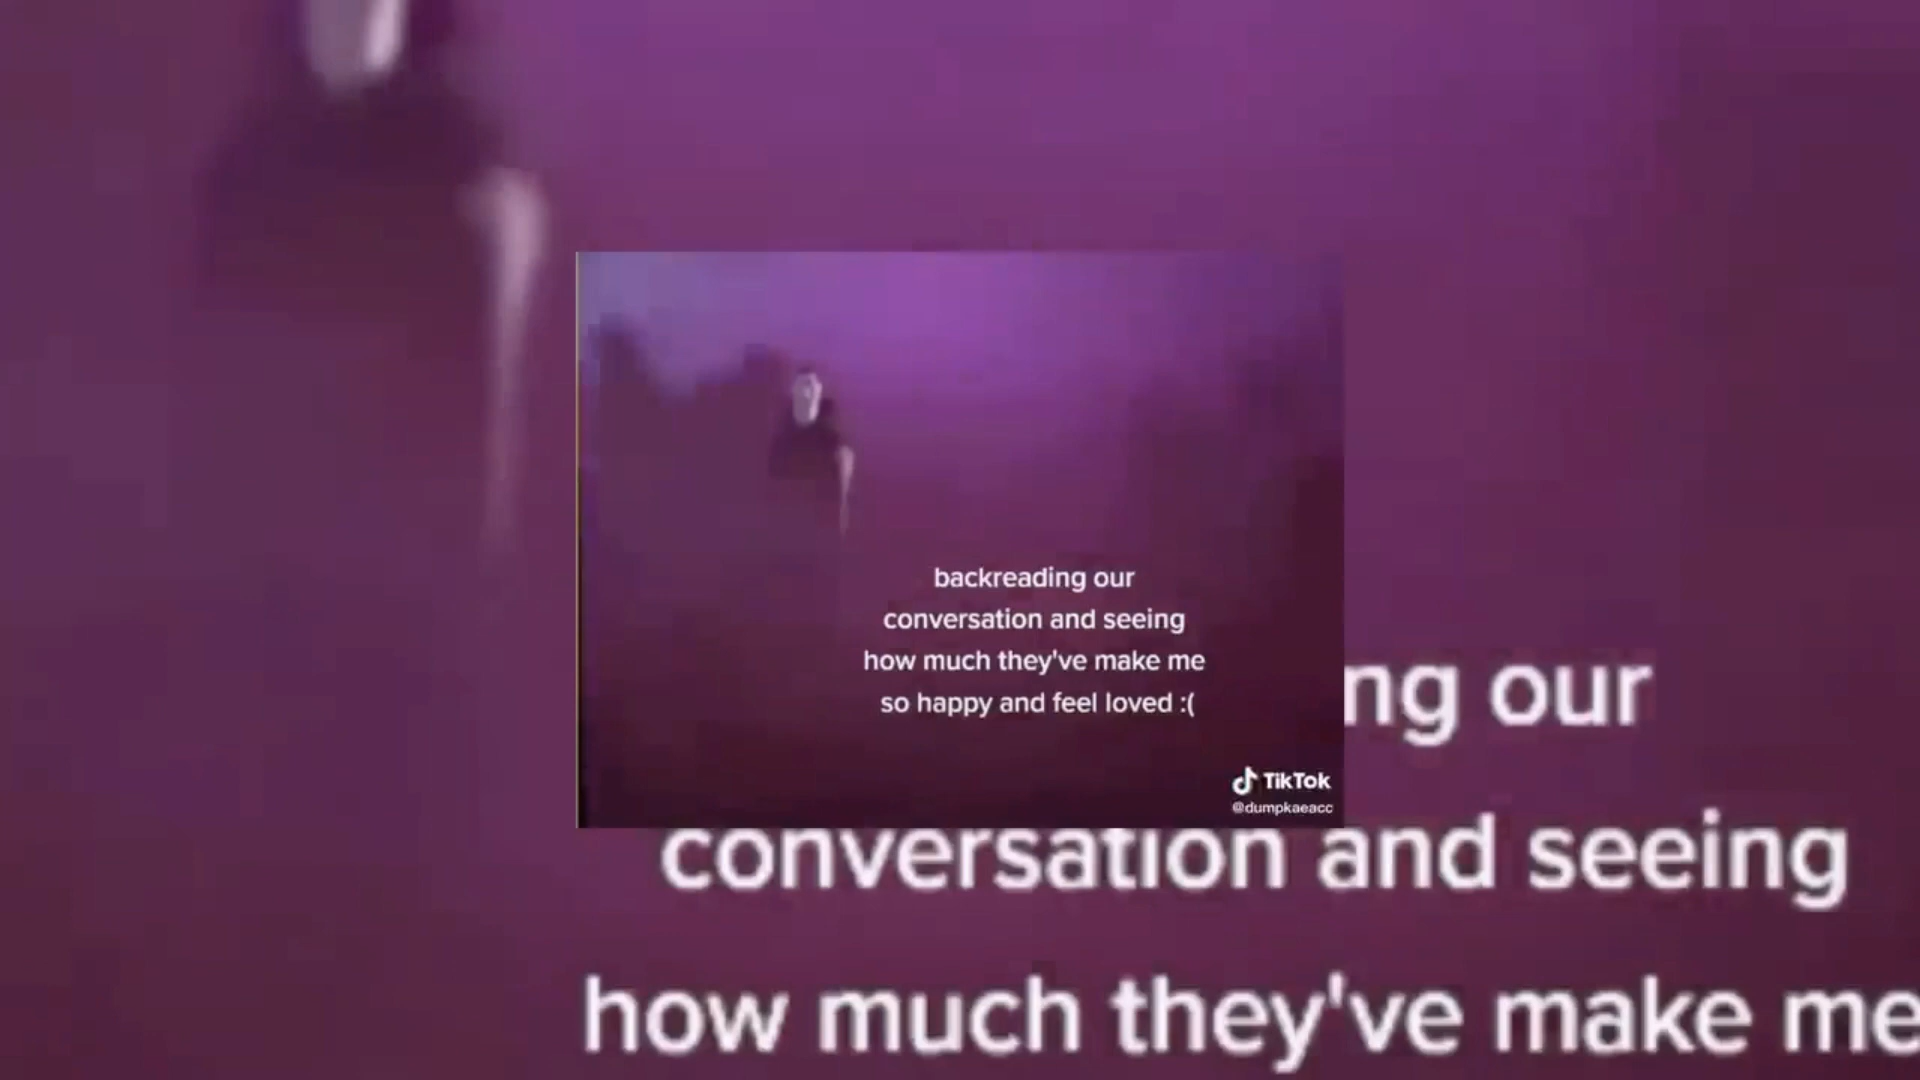 backreading our
conversation and seeing
how much they've make me
so happy and feel loved :(
TikTok
@dumpkaeacc
ng our
conversation and seeing
how much they've make me